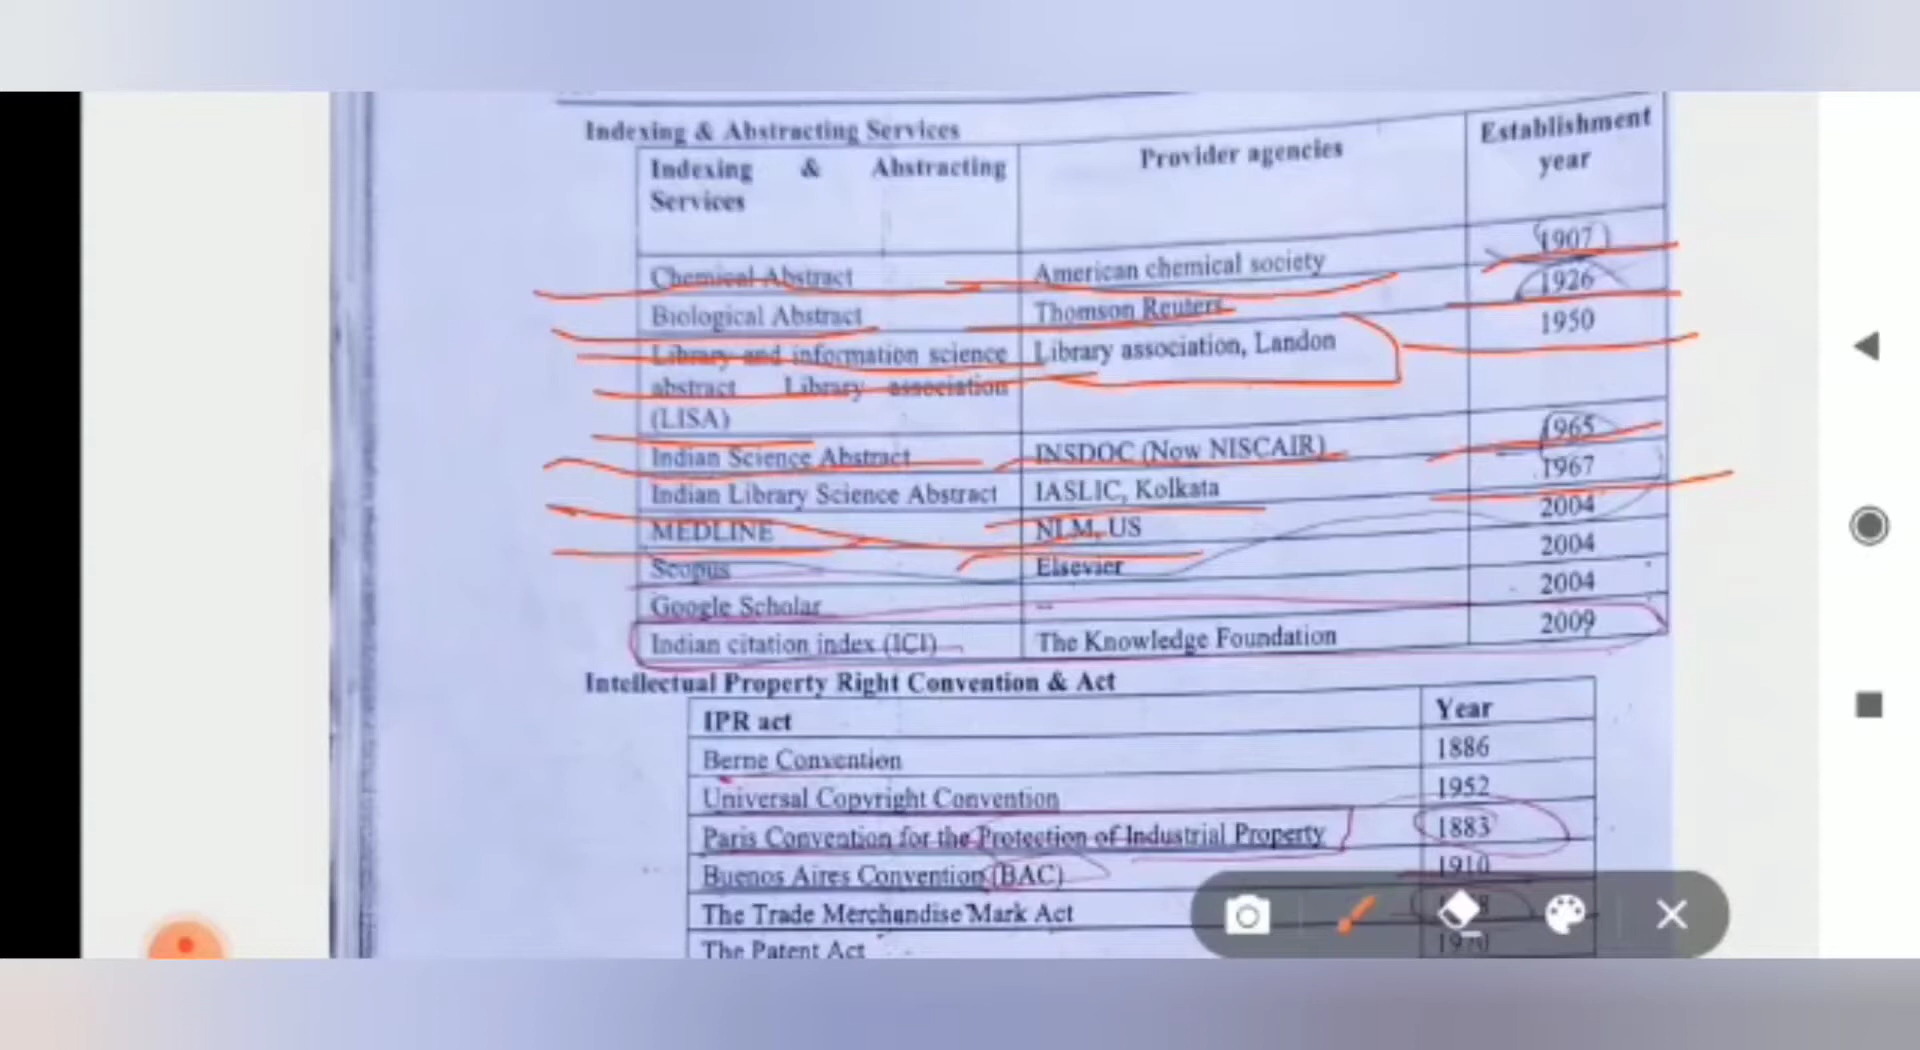 Indexing & Abstracting Services
Indexing & Abstracting Services
Provider agencies
Establishment year
Chemical Abstract American chemical society 1907
Biological Abstract Thomson Reuters 1926
Library and information science Library association, Landon 1950
abstract Library association
(LISA)
Indian Science Abstract INSDOC (Now NISCAIR) 1965
Indian Library Science Abstract IASLIC, Kolkata 1967
MEDLINE NLM, US 2004
Scopus Elsevier 2004
Google Scholar -- 2004
Indian citation index (ICI) The Knowledge Foundation 2009
Intellectual Property Right Convention & Act
IPR act Year
Berne Convention 1886
Universal Copyright Convention 1952
Paris Convention for the Protection of Industrial Property 1883
Buenos Aires Convention (BAC) 1910
The Trade Merchandise Mark Act
The Patent Act 1970